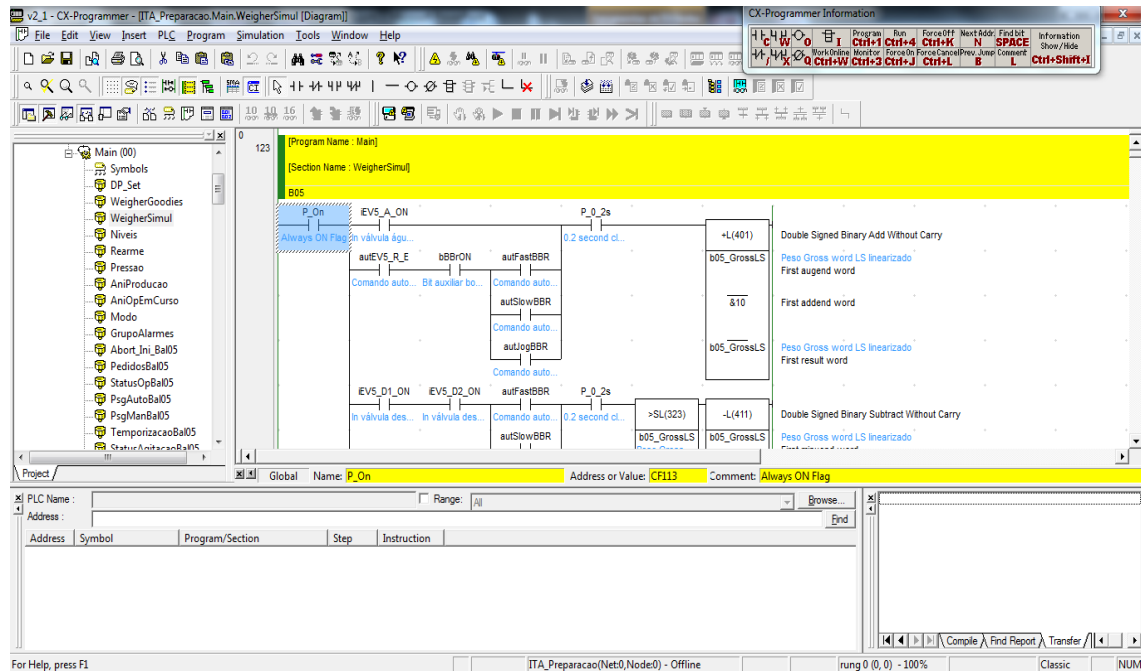 v2_1 - CX-Programmer - [ITA_Preparacao.Main.WeigherSimul [Diagram]]
CX-Programmer Information
File Edit View Insert PLC Program Simulation Tools Window Help
Program Ctrl+1 Run Ctrl+4 ForceOff Ctrl+K Next Addr. N Find bit SPACE Information Show/Hide
Work Online Ctrl+W Monitor Ctrl+3 Force On Ctrl+J ForceCancel Ctrl+L Prev. Jump B Comment L Ctrl+Shift+I
Main (00)
Symbols
DP_Set
WeigherGoodies
WeigherSimul
Niveis
Rearme
Pressao
AniProducao
AniOpEmCurso
Modo
GrupoAlarmes
Abort_Ini_Bal05
PedidosBal05
StatusOpBal05
PsgAutoBal05
PsgManBal05
TemporizacaoBal05
StatusAgitacaoBal05
Project
0
123
[Program Name : Main]
[Section Name : WeigherSimul]
B05
P_On iEV5_A_ON P_0_2s
Always ON Flag In válvula águ... 0.2 second cl...
+L(401) Double Signed Binary Add Without Carry
autEV5_R_E bBBrON autFastBBR b05_GrossLS Peso Gross word LS linearizado
First augend word
Comando auto... Bit auxiliar bo... Comando auto...
autSlowBBR &10 First addend word
Comando auto...
autJogBBR b05_GrossLS Peso Gross word LS linearizado
First result word
Comando auto...
iEV5_D1_ON iEV5_D2_ON autFastBBR P_0_2s
In válvula des... In válvula des... Comando auto... 0.2 second cl...
>SL(323) -L(411) Double Signed Binary Subtract Without Carry
autSlowBBR b05_GrossLS b05_GrossLS Peso Gross word LS linearizado
Global Name: P_On Address or Value: CF113 Comment: Always ON Flag
PLC Name : Range: All Browse...
Address : Find
Address Symbol Program/Section Step Instruction
Compile Find Report Transfer
For Help, press F1 ITA_Preparacao(Net:0,Node:0) - Offline rung 0 (0, 0) - 100% Classic NUM